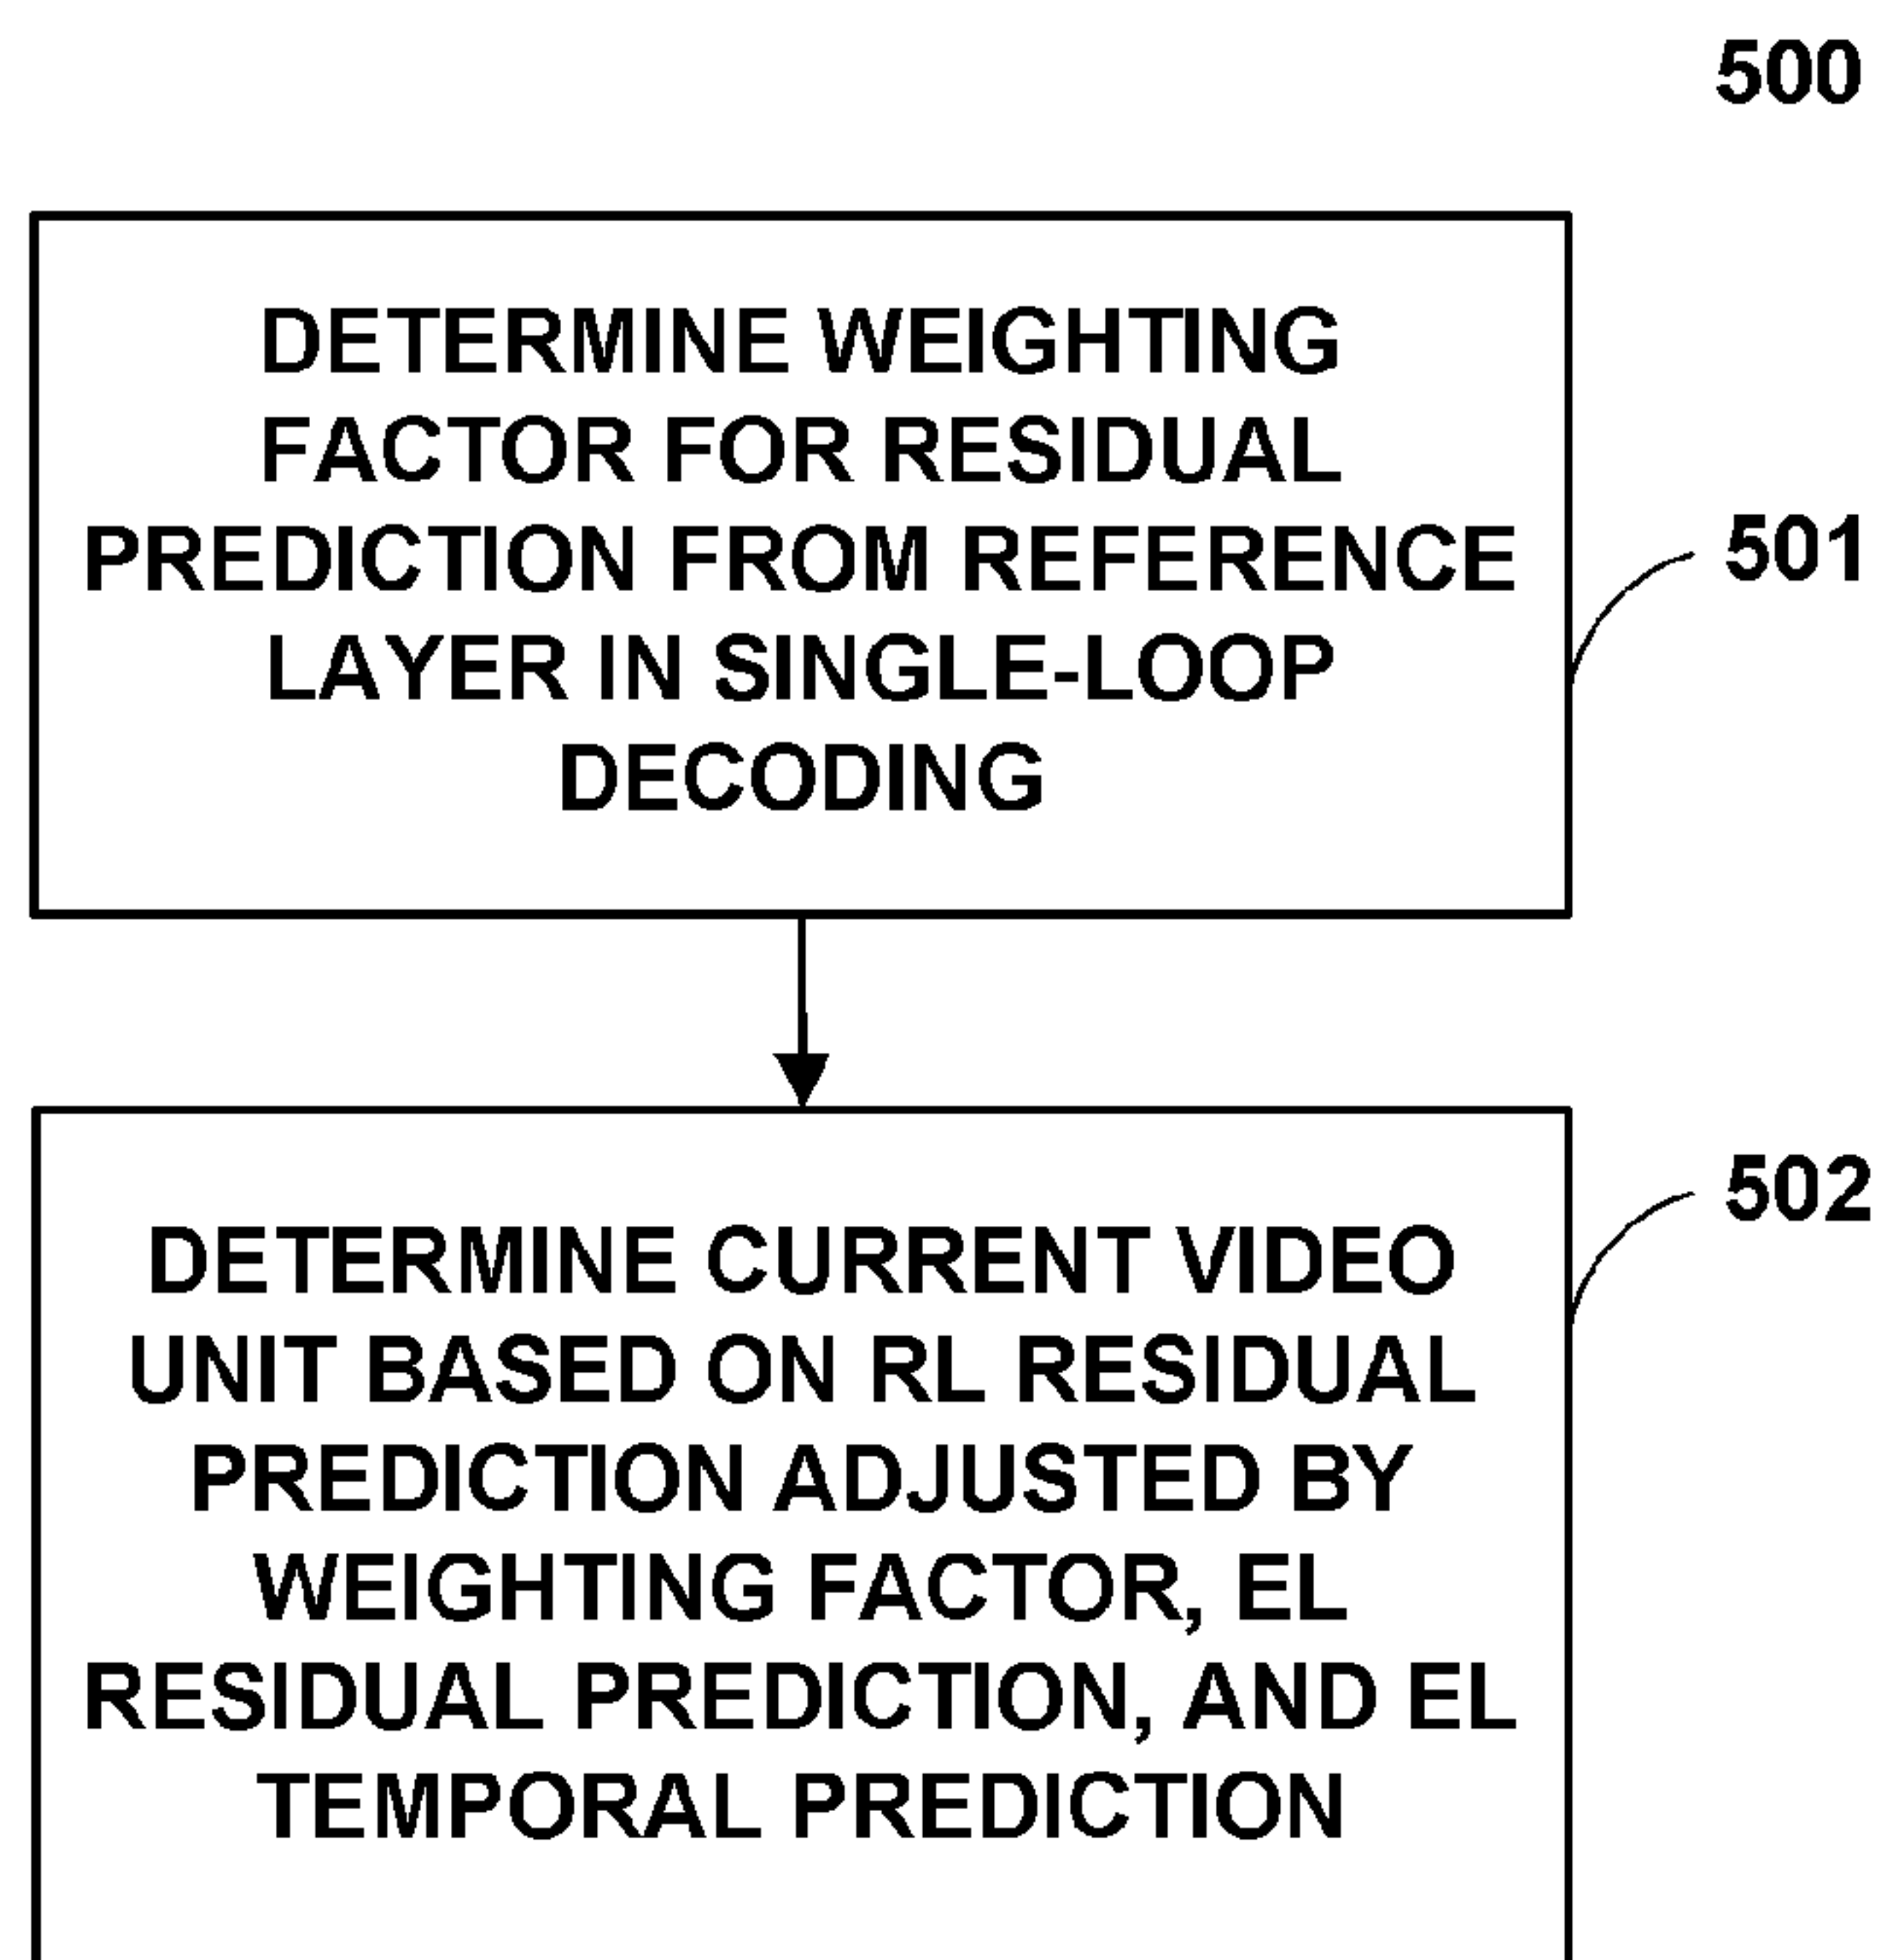 500
DETERMINE WEIGHTING
FACTOR FOR RESIDUAL
PREDICTION FROM REFERENCE
LAYER IN SINGLE-LOOP
DECODING
501
DETERMINE CURRENT VIDEO
UNIT BASED ON RL RESIDUAL
PREDICTION ADJUSTED BY
WEIGHTING FACTOR, EL
RESIDUAL PREDICTION, AND EL
TEMPORAL PREDICTION
502